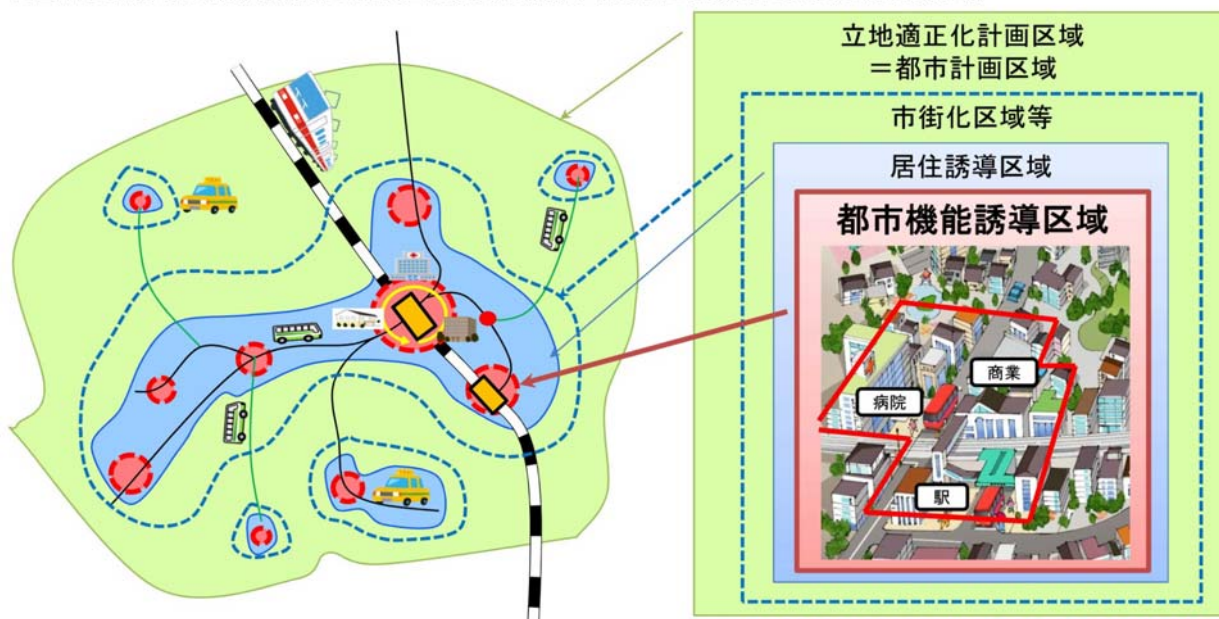 立地適正化計画区域
＝都市計画区域
市街化区域等
居住誘導区域
都市機能誘導区域
商業
病院
駅